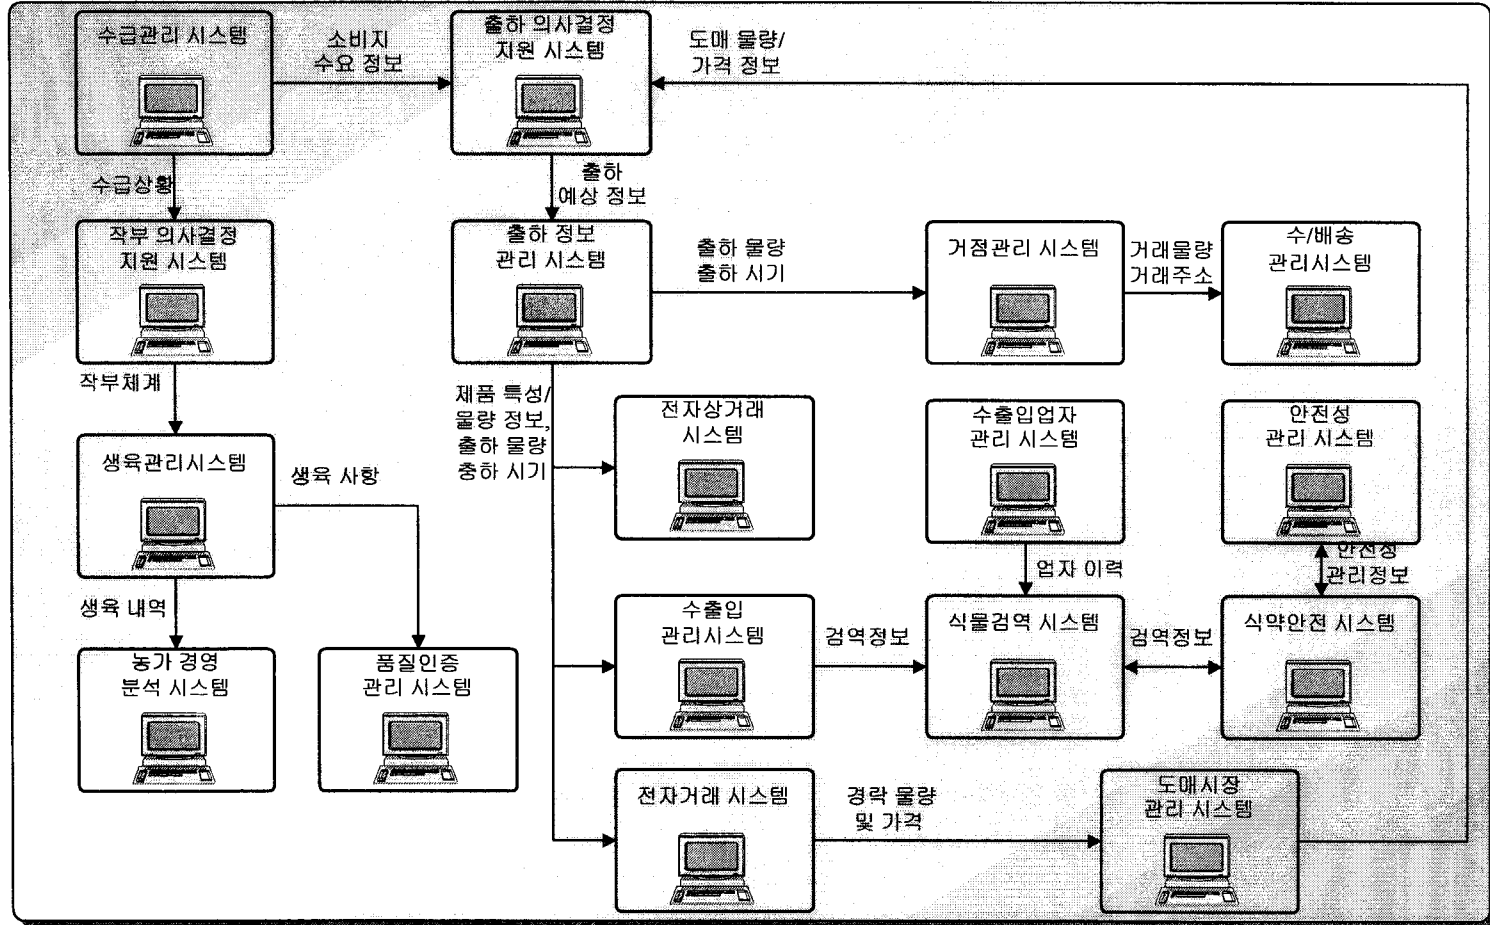 수급관리 시스템
소비지
수요 정보
출하 의사결정
지원 시스템
도매 물량/
가격 정보
수급상황
출하
예상 정보
작부 의사결정
지원 시스템
출하 정보
관리 시스템
출하 물량
출하 시기
거점관리 시스템
거래물량
거래주소
수/배송
관리시스템
작부체계
제품 특성/
물량 정보,
출하 물량
충하 시기
전자상거래
시스템
수출입업자
관리 시스템
안전성
관리 시스템
생육관리시스템
생육 사항
업자 이력
안전성
관리정보
생육 내역
수출입
관리시스템
검역정보
식물검역 시스템
검역정보
식약안전 시스템
농가 경영
분석 시스템
품질인증
관리 시스템
전자거래 시스템
경락 물량
및 가격
도매시장
관리 시스템